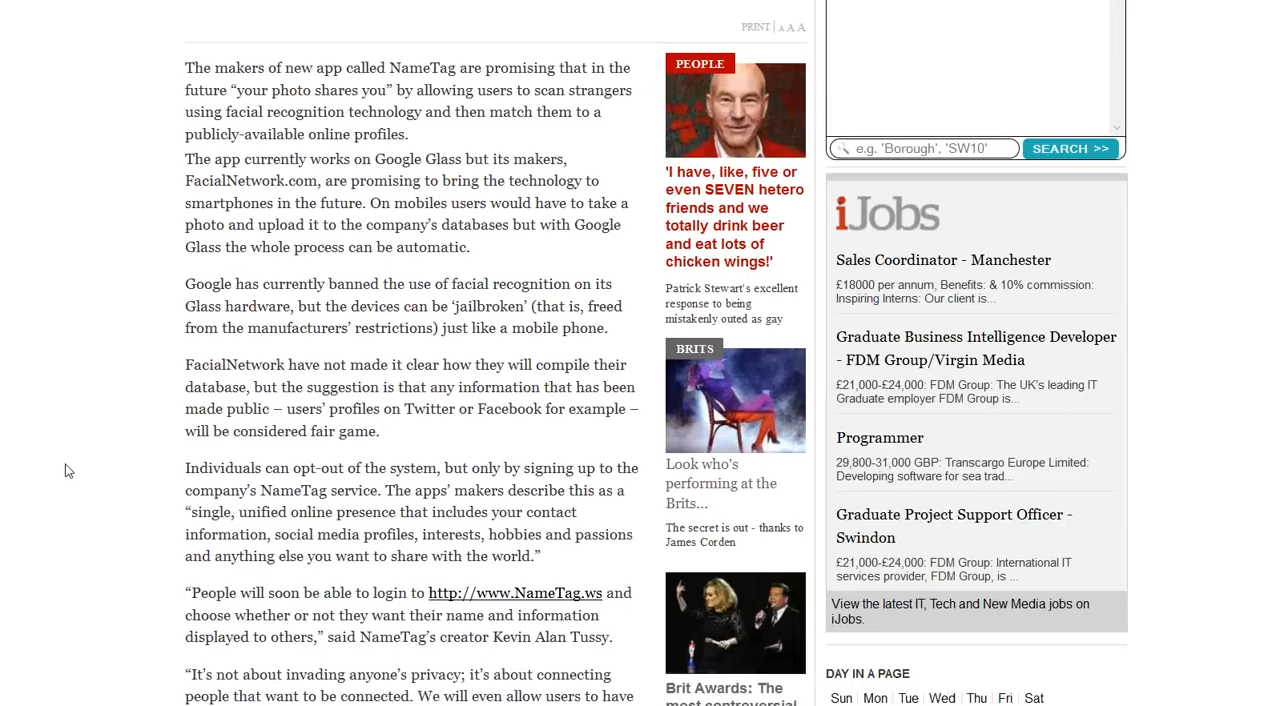 PRINT | A A A
The makers of new app called NameTag are promising that in the
future “your photo shares you” by allowing users to scan strangers
using facial recognition technology and then match them to a
publicly-available online profiles.
The app currently works on Google Glass but its makers,
FacialNetwork.com, are promising to bring the technology to
smartphones in the future. On mobiles users would have to take a
photo and upload it to the company’s databases but with Google
Glass the whole process can be automatic.
Google has currently banned the use of facial recognition on its
Glass hardware, but the devices can be ‘jailbroken’ (that is, freed
from the manufacturers’ restrictions) just like a mobile phone.
FacialNetwork have not made it clear how they will compile their
database, but the suggestion is that any information that has been
made public – users’ profiles on Twitter or Facebook for example –
will be considered fair game.
Individuals can opt-out of the system, but only by signing up to the
company’s NameTag service. The apps’ makers describe this as a
“single, unified online presence that includes your contact
information, social media profiles, interests, hobbies and passions
and anything else you want to share with the world.”
“People will soon be able to login to http://www.NameTag.ws and
choose whether or not they want their name and information
displayed to others,” said NameTag’s creator Kevin Alan Tussy.
“It’s not about invading anyone’s privacy; it’s about connecting
people that want to be connected. We will even allow users to have
PEOPLE
'I have, like, five or
even SEVEN hetero
friends and we
totally drink beer
and eat lots of
chicken wings!'
Patrick Stewart's excellent
response to being
mistakenly outed as gay
BRITS
Look who's
performing at the
Brits...
The secret is out - thanks to
James Corden
Brit Awards: The
most controversial
e.g. 'Borough', 'SW10'
SEARCH >>
iJobs
Sales Coordinator - Manchester
£18000 per annum, Benefits: & 10% commission:
Inspiring Interns: Our client is...
Graduate Business Intelligence Developer
- FDM Group/Virgin Media
£21,000-£24,000: FDM Group: The UK's leading IT
Graduate employer FDM Group is...
Programmer
29,800-31,000 GBP: Transcargo Europe Limited:
Developing software for sea trad...
Graduate Project Support Officer -
Swindon
£21,000-£24,000: FDM Group: International IT
services provider, FDM Group, is ...
View the latest IT, Tech and New Media jobs on
iJobs.
DAY IN A PAGE
Sun Mon Tue Wed Thu Fri Sat